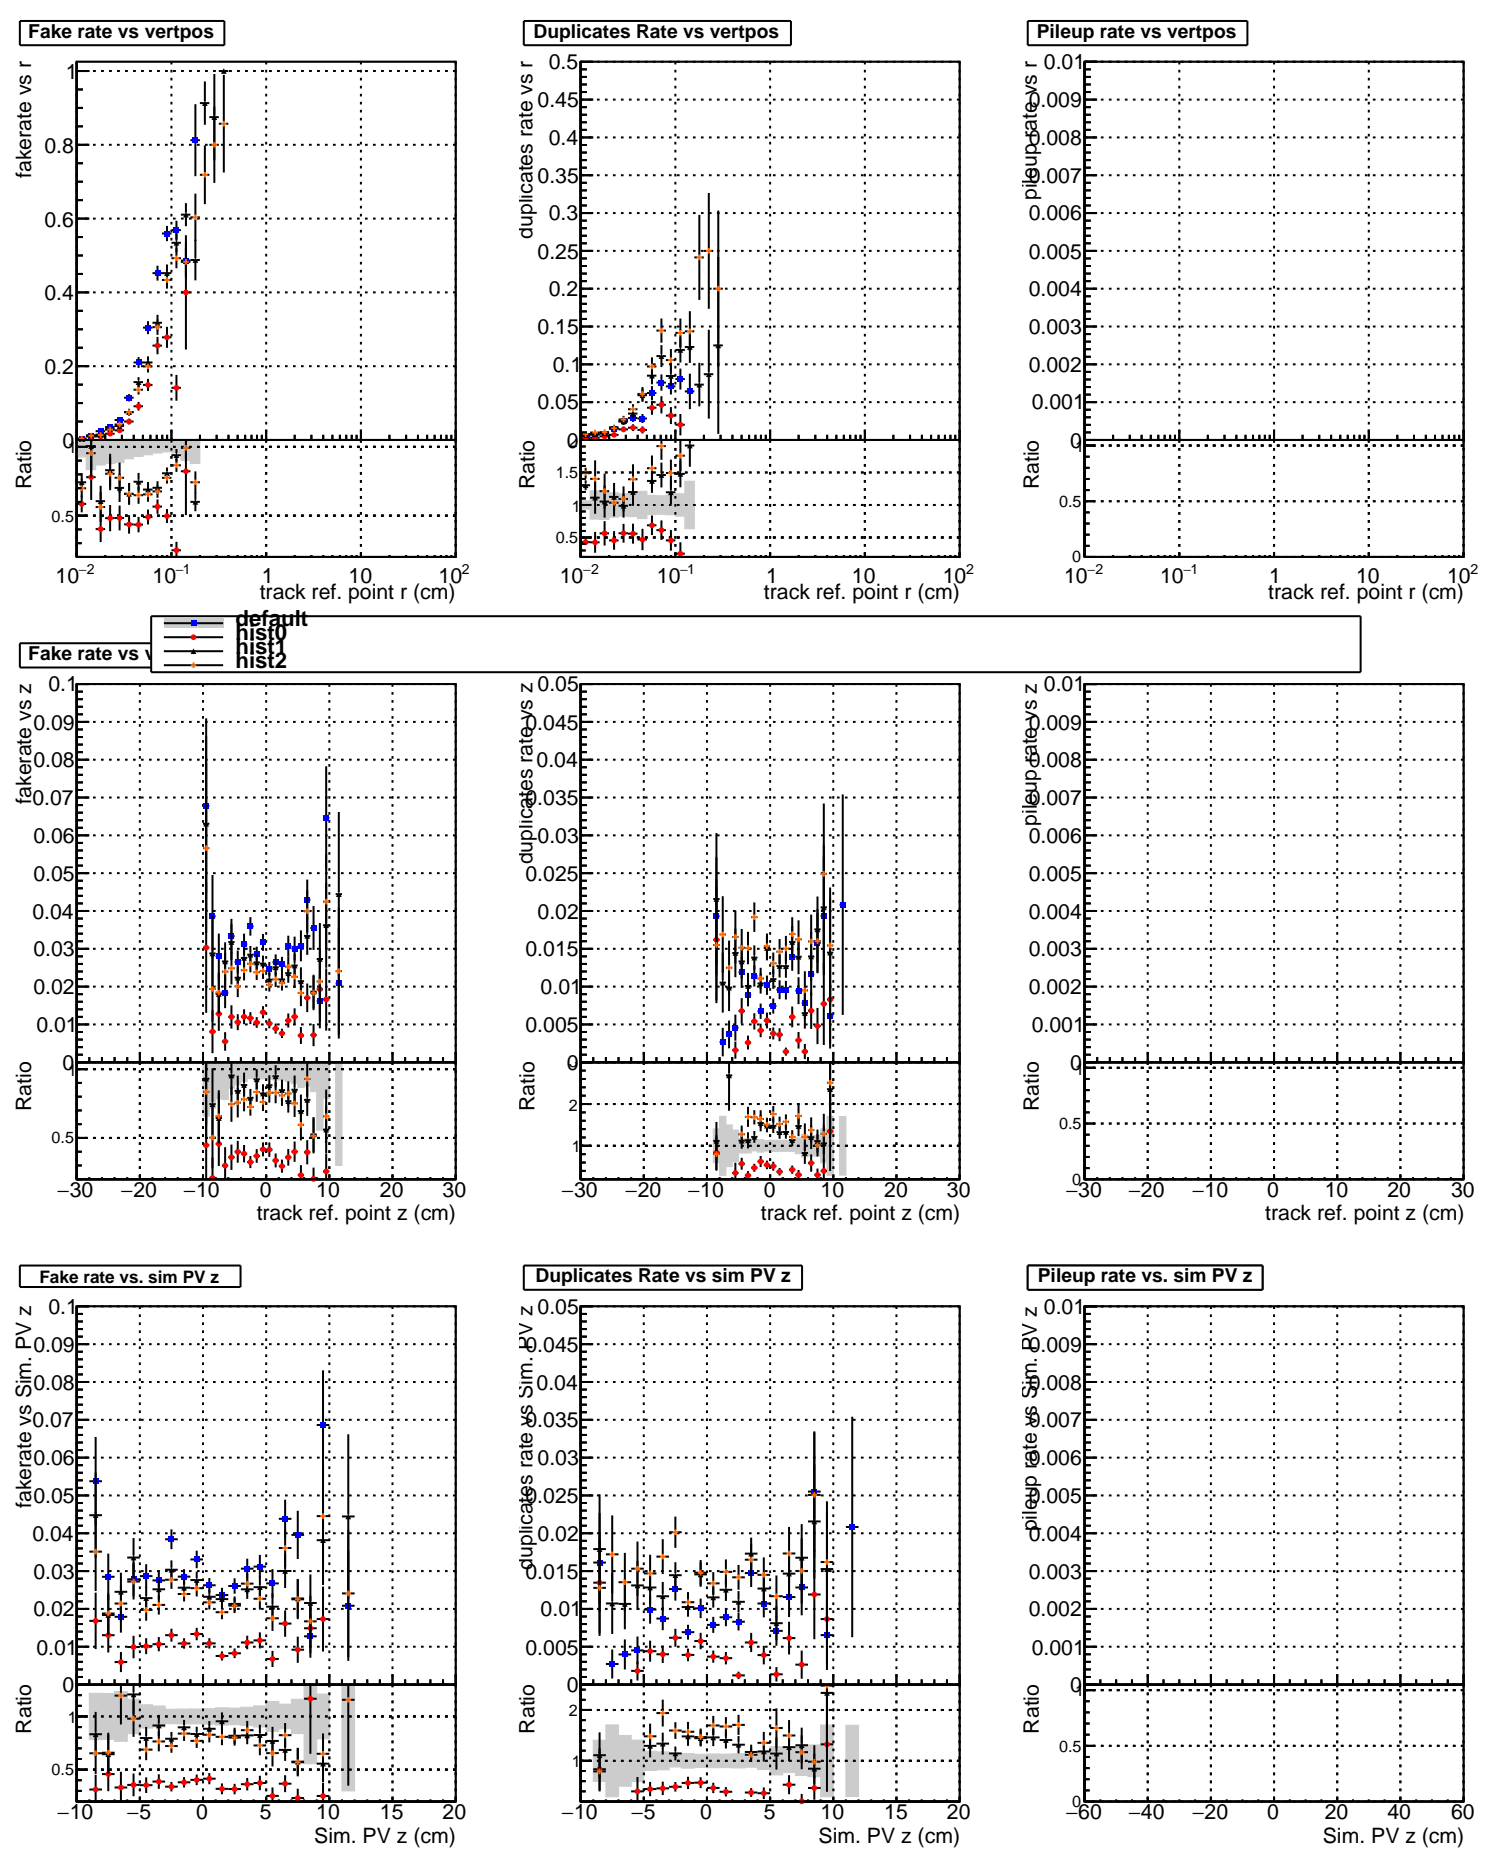 Fake rate vs vertpos
Duplicates Rate vs vertpos
Pileup rate vs vertpos
fakerate vs r
1
0.8
0.6
0.4
0.2
0
Ratio
0.5
10⁻² 10⁻¹ 1 10 10²
track ref. point r (cm)
duplicates rate vs r
0.5
0.45
0.4
0.35
0.3
0.25
0.2
0.15
0.1
0.05
0
Ratio
1.5
1
0.5
10⁻² 10⁻¹ 1 10 10²
track ref. point r (cm)
pileup rate vs r
0.01
0.009
0.008
0.007
0.006
0.005
0.004
0.003
0.002
0.001
0
Ratio
1
0.5
0
10⁻² 10⁻¹ 1 10 10²
track ref. point r (cm)
default
hist0
hist1
hist2
Fake rate vs v
fakerate vs z
0.1
0.09
0.08
0.07
0.06
0.05
0.04
0.03
0.02
0.01
0
Ratio
1
0.5
−30 −20 −10 0 10 20 30
track ref. point z (cm)
duplicates rate vs z
0.05
0.045
0.04
0.035
0.03
0.025
0.02
0.015
0.01
0.005
0
Ratio
2
1
−30 −20 −10 0 10 20 30
track ref. point z (cm)
pileup rate vs z
0.01
0.009
0.008
0.007
0.006
0.005
0.004
0.003
0.002
0.001
0
Ratio
1
0.5
0
−30 −20 −10 0 10 20 30
track ref. point z (cm)
Fake rate vs. sim PV z
Duplicates Rate vs sim PV z
Pileup rate vs. sim PV z
fakerate vs Sim. PV z
0.1
0.09
0.08
0.07
0.06
0.05
0.04
0.03
0.02
0.01
0
Ratio
1
0.5
−10 −5 0 5 10 15 20
Sim. PV z (cm)
duplicates rate vs Sim. PV z
0.05
0.045
0.04
0.035
0.03
0.025
0.02
0.015
0.01
0.005
0
Ratio
2
1
−10 −5 0 5 10 15 20
Sim. PV z (cm)
pileup rate vs Sim. PV z
0.01
0.009
0.008
0.007
0.006
0.005
0.004
0.003
0.002
0.001
0
Ratio
1
0.5
0
−60 −40 −20 0 20 40 60
Sim. PV z (cm)